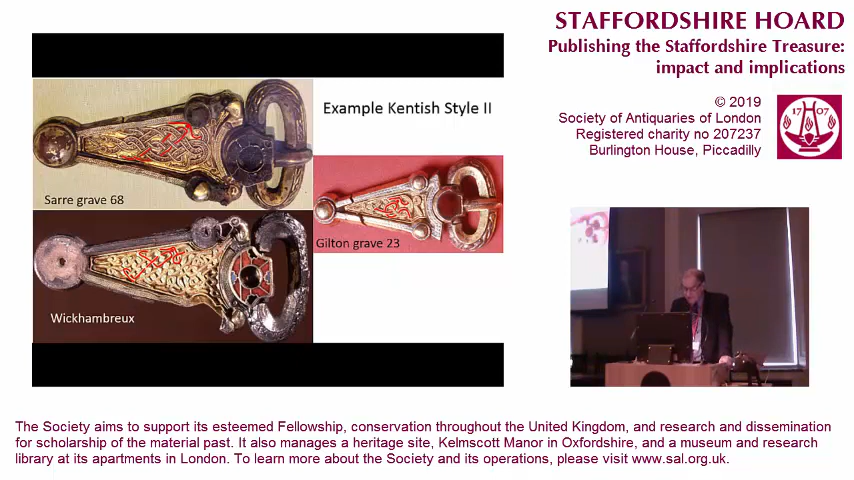 STAFFORDSHIRE HOARD
Publishing the Staffordshire Treasure:
impact and implications
© 2019
Society of Antiquaries of London
Registered charity no 207237
Burlington House, Piccadilly
17 07
Example Kentish Style II
Sarre grave 68
Gilton grave 23
Wickhambreux
The Society aims to support its esteemed Fellowship, conservation throughout the United Kingdom, and research and dissemination
for scholarship of the material past. It also manages a heritage site, Kelmscott Manor in Oxfordshire, and a museum and research
library at its apartments in London. To learn more about the Society and its operations, please visit www.sal.org.uk.